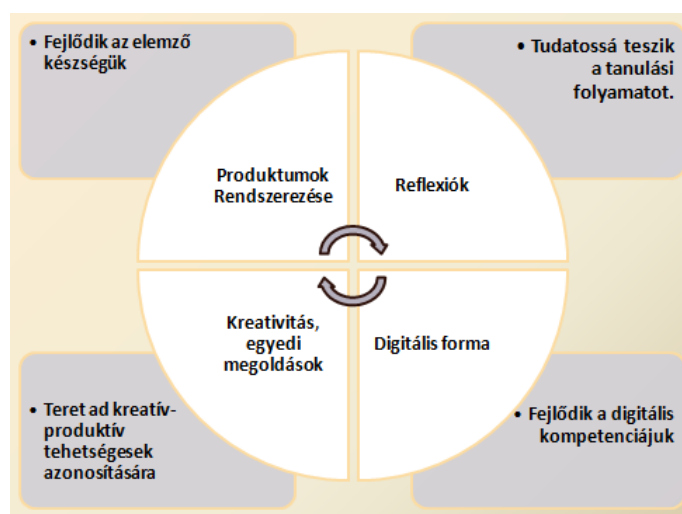 • Fejlődik az elemző
készségük
• Tudatossá teszik
a tanulási
folyamatot.
Produktumok
Rendszerezése
Reflexiók
Kreativitás,
egyedi
megoldások
Digitális forma
• Teret ad kreatív-
produktív
tehetségesek
azonosítására
• Fejlődik a digitális
kompetenciájuk